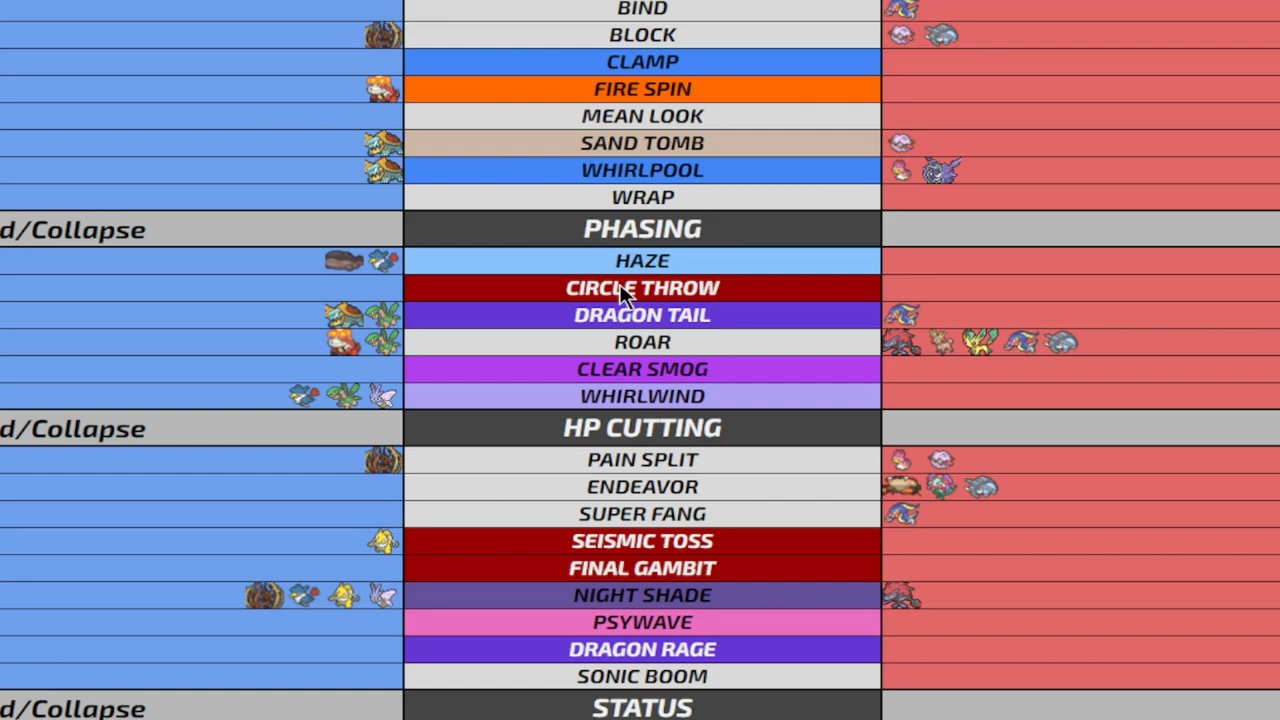 BIND
BLOCK
CLAMP
FIRE SPIN
MEAN LOOK
SAND TOMB
WHIRLPOOL
WRAP
d/Collapse PHASING
HAZE
CIRCLE THROW
DRAGON TAIL
ROAR
CLEAR SMOG
WHIRLWIND
d/Collapse HP CUTTING
PAIN SPLIT
ENDEAVOR
SUPER FANG
SEISMIC TOSS
FINAL GAMBIT
NIGHT SHADE
PSYWAVE
DRAGON RAGE
SONIC BOOM
d/Collapse STATUS